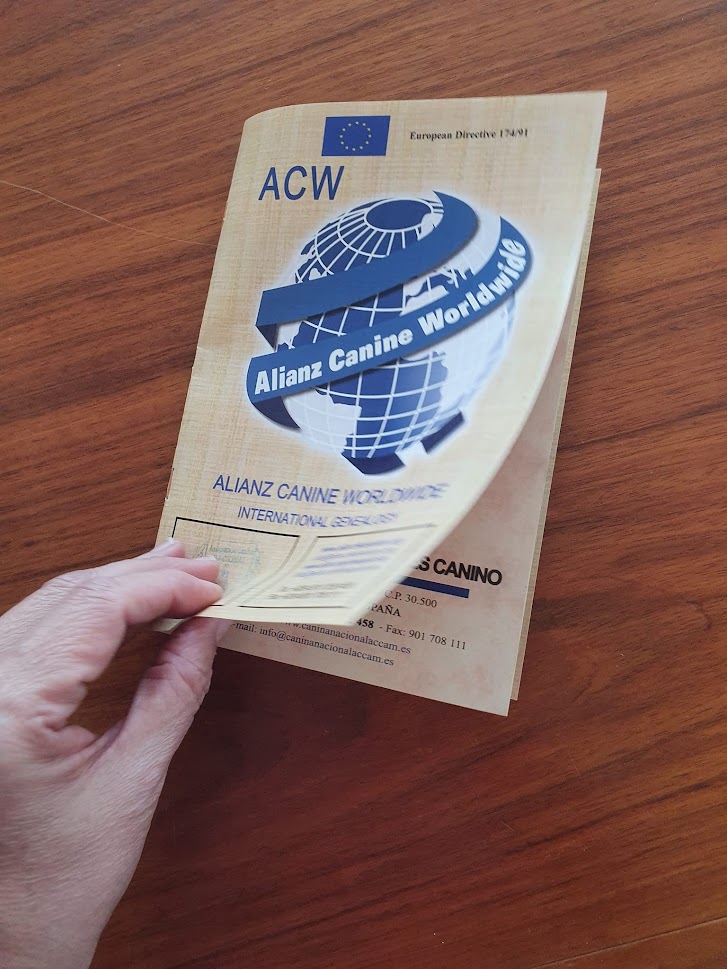 European Directive 174/91
ACW
Alianz Canine Worldwide
ALIANZ CANINE WORLDWIDE
INTERNATIONAL GENEALOGY
ES CANINO
C.P. 30.500
PAÑA
458 - Fax: 901 708 111
www.caninanacionalaccam.es
mail: info@caninanacionalaccam.es